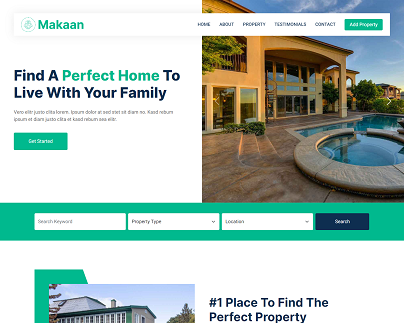 Makaan
HOME ABOUT PROPERTY TESTIMONIALS CONTACT Add Property
Find A Perfect Home To
Live With Your Family
Vero elitr justo clita lorem. Ipsum dolor at sed stet sit diam no. Kasd rebum
ipsum et diam justo clita et kasd rebum sea elitr.
Get Started
Search Keyword Property Type Location Search
#1 Place To Find The
Perfect Property